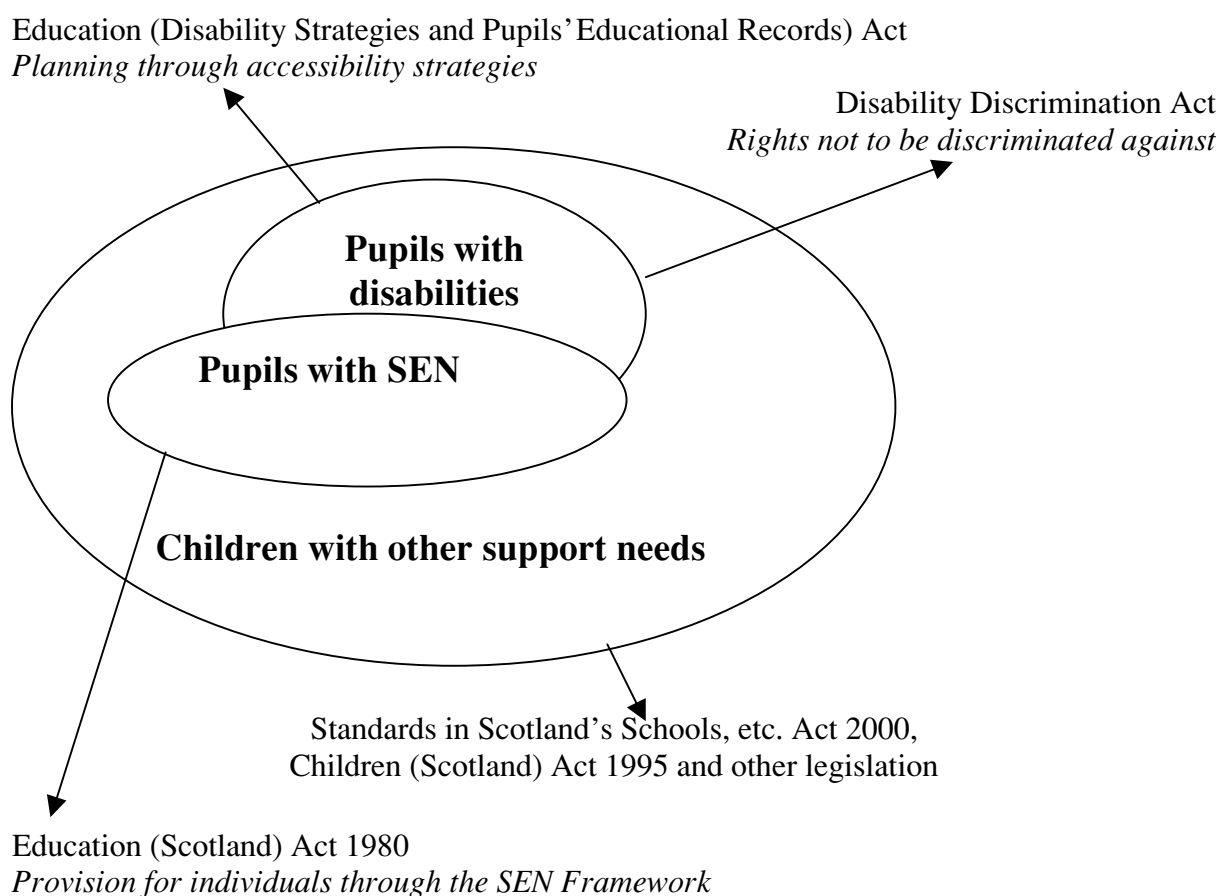 Education (Disability Strategies and Pupils' Educational Records) Act
Planning through accessibility strategies
Disability Discrimination Act
Rights not to be discriminated against
Pupils with
disabilities
Pupils with SEN
Children with other support needs
Standards in Scotland's Schools, etc. Act 2000,
Children (Scotland) Act 1995 and other legislation
Education (Scotland) Act 1980
Provision for individuals through the SEN Framework